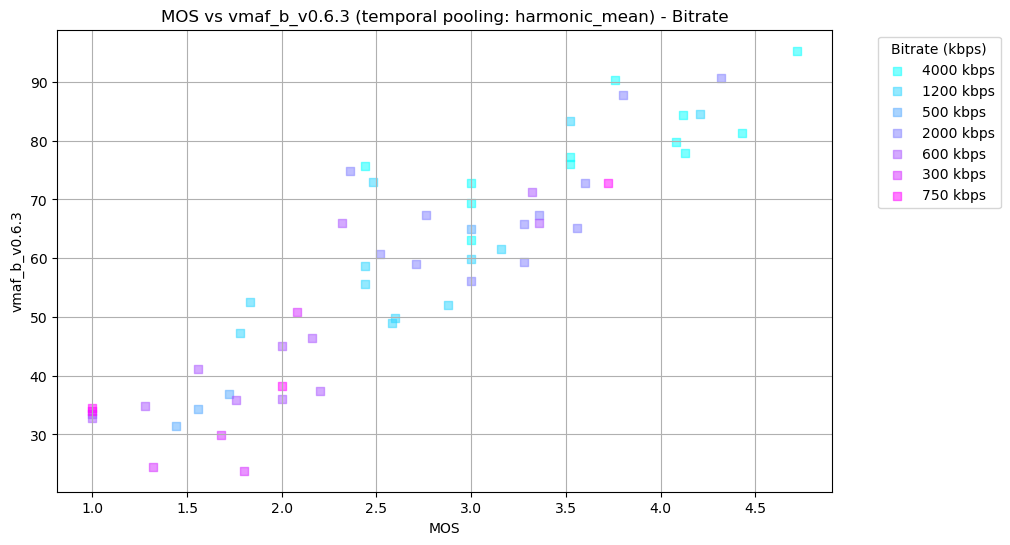 MOS vs vmaf_b_v0.6.3 (temporal pooling: harmonic_mean) - Bitrate
vmaf_b_v0.6.3
90
80
70
60
50
40
30
1.0 1.5 2.0 2.5 3.0 3.5 4.0 4.5
MOS
Bitrate (kbps)
4000 kbps
1200 kbps
500 kbps
2000 kbps
600 kbps
300 kbps
750 kbps